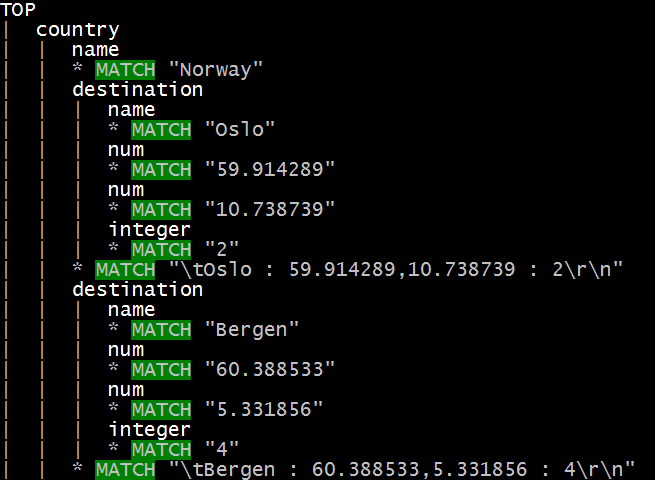 TOP
| country
| | name
| | * MATCH "Norway"
| | destination
| | | name
| | | * MATCH "Oslo"
| | | num
| | | * MATCH "59.914289"
| | | num
| | | * MATCH "10.738739"
| | | integer
| | | * MATCH "2"
| | * MATCH "\tOslo : 59.914289,10.738739 : 2\r\n"
| | destination
| | | name
| | | * MATCH "Bergen"
| | | num
| | | * MATCH "60.388533"
| | | num
| | | * MATCH "5.331856"
| | | integer
| | | * MATCH "4"
| | * MATCH "\tBergen : 60.388533,5.331856 : 4\r\n"